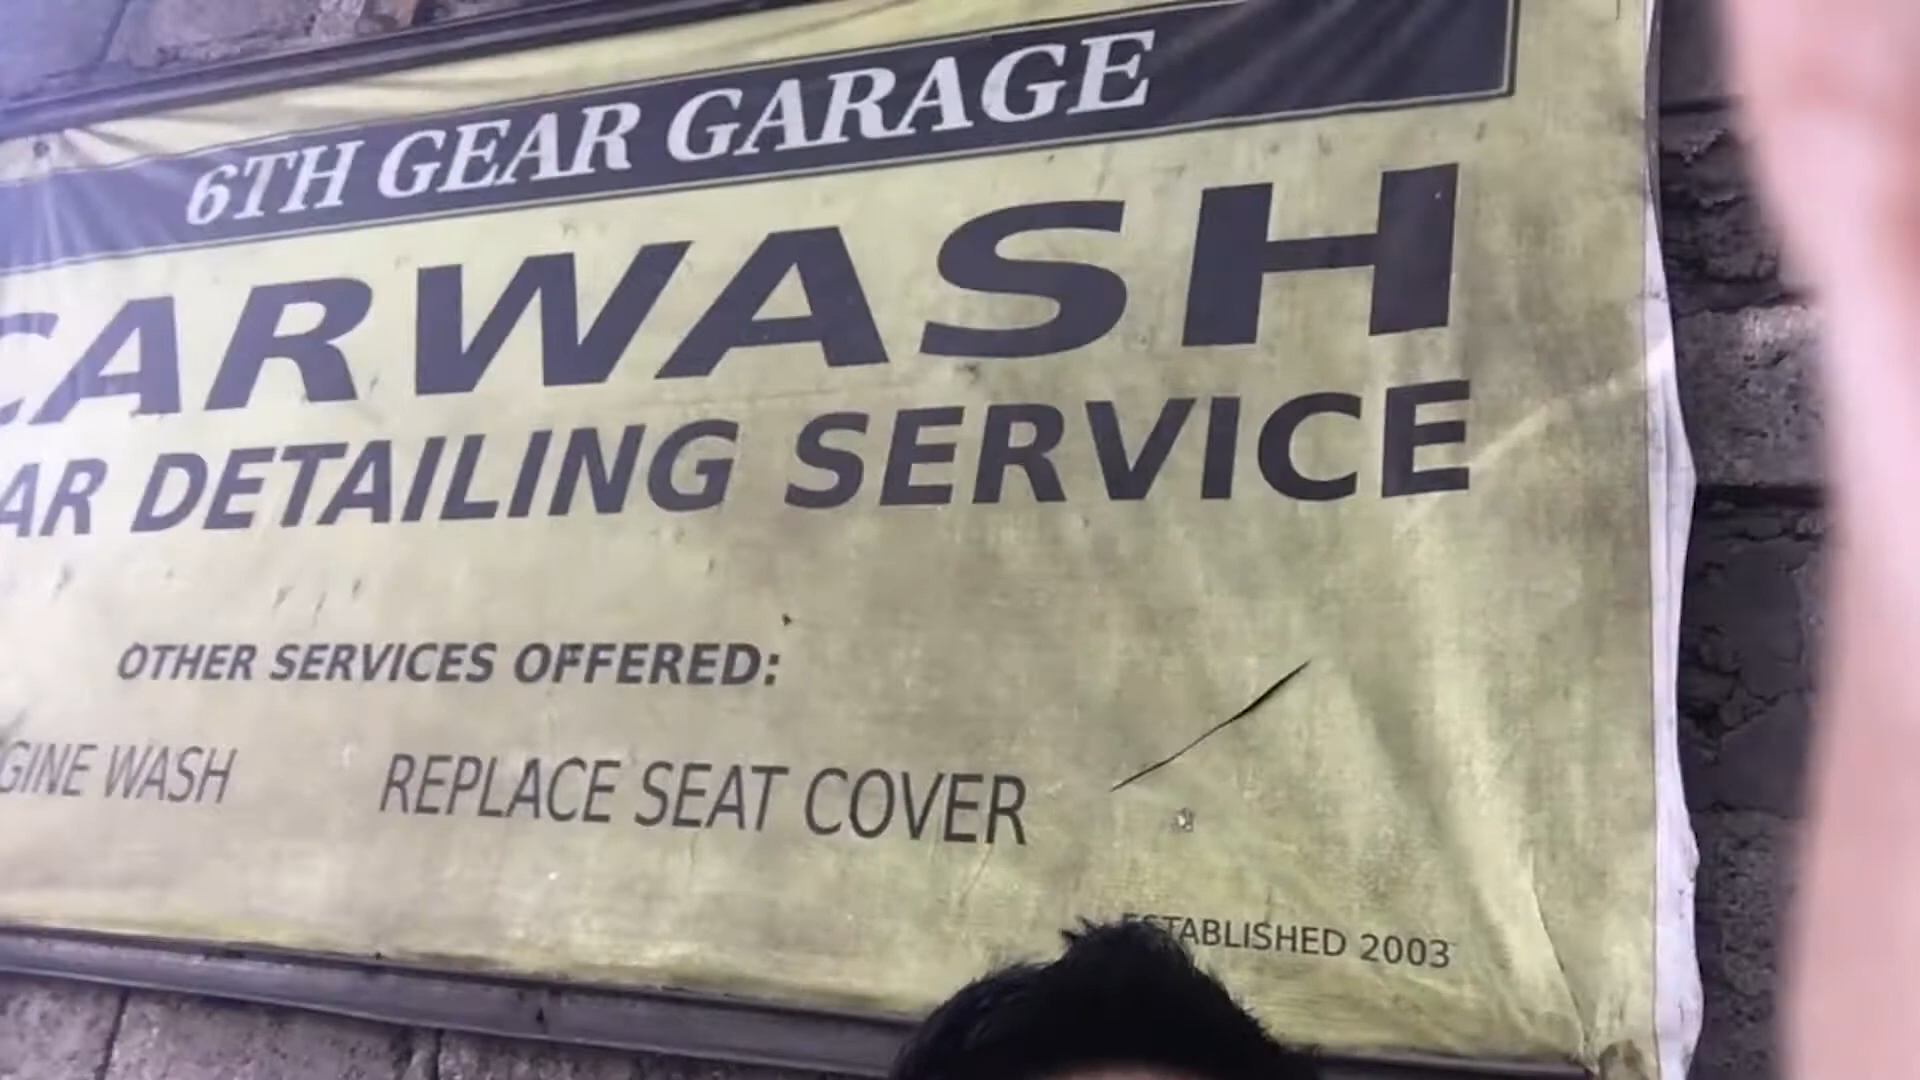 6TH GEAR GARAGE
CARWASH
AR DETAILING SERVICE
OTHER SERVICES OFFERED:
GINE WASH REPLACE SEAT COVER
ESTABLISHED 2003